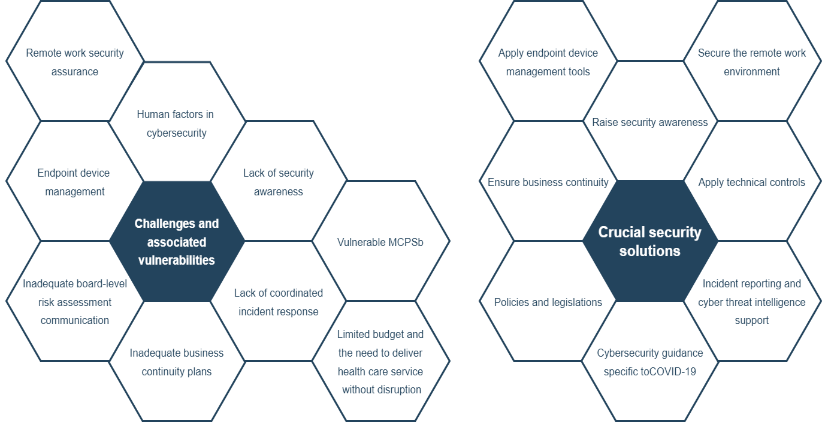 Remote work security
assurance
Human factors in
cybersecurity
Endpoint device
management
Lack of security
awareness
Challenges and
associated
vulnerabilities
Vulnerable MCPSb
Inadequate board-level
risk assessment
communication
Lack of coordinated
incident response
Inadequate business
continuity plans
Limited budget and
the need to deliver
health care service
without disruption
Apply endpoint device
management tools
Secure the remote work
environment
Raise security awareness
Ensure business continuity
Apply technical controls
Crucial security
solutions
Policies and legislations
Incident reporting and
cyber threat intelligence
support
Cybersecurity guidance
specific toCOVID-19